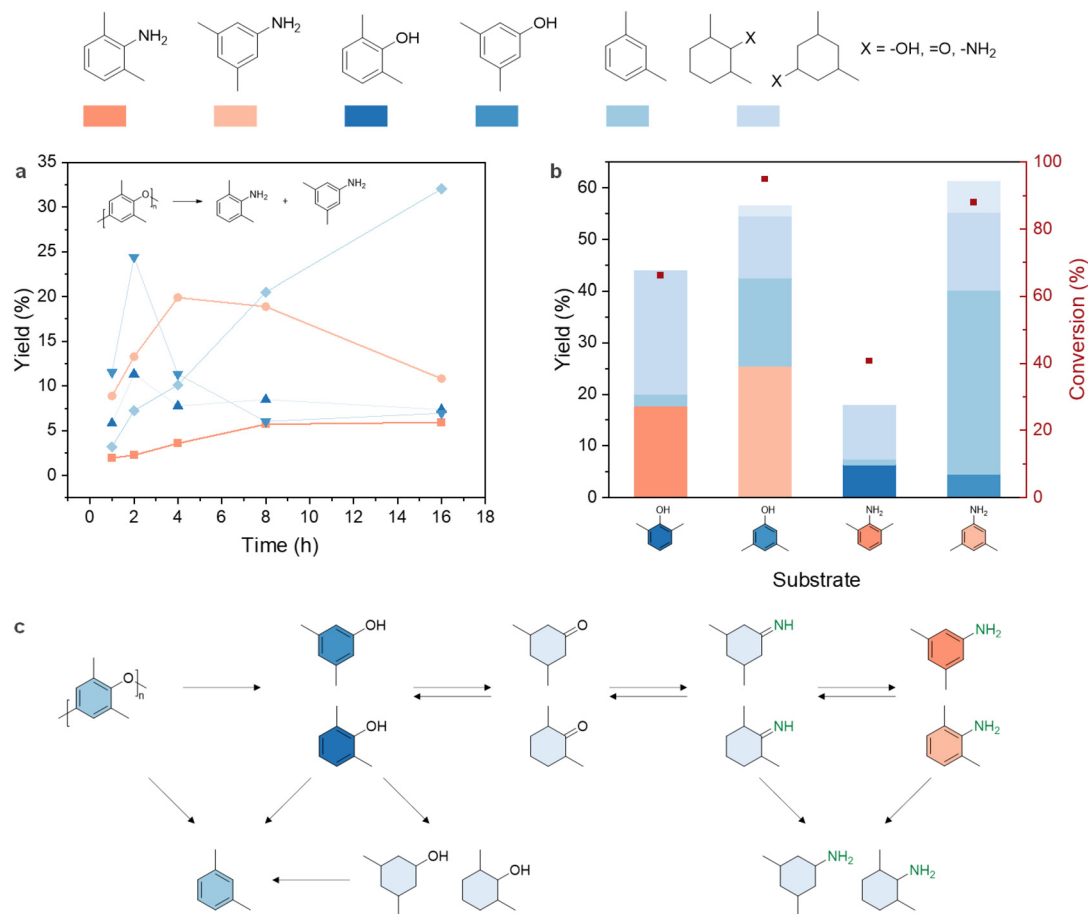 NH₂
NH₂
OH
OH
X
X
X = -OH, =O, -NH₂
a
Yield (%)
35
30
25
20
15
10
5
0
0 2 4 6 8 10 12 14 16 18
Time (h)
O
n
NH₂
+
NH₂
b
Yield (%)
60
50
40
30
20
10
0
100
80
60
40
20
0
Conversion (%)
OH
OH
NH₂
NH₂
Substrate
c
O
n
OH
O
NH
NH₂
OH
O
NH
NH₂
OH
OH
NH₂
NH₂